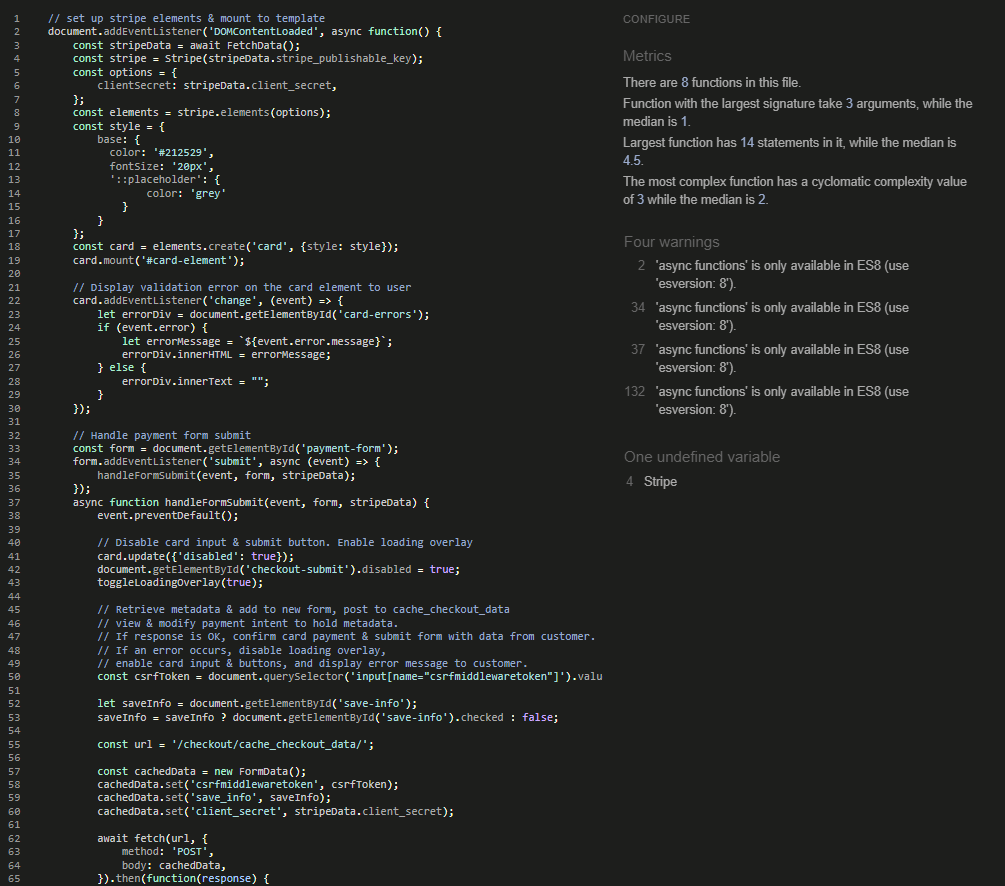 1 // set up stripe elements & mount to template
2 document.addEventListener('DOMContentLoaded', async function() {
3 const stripeData = await FetchData();
4 const stripe = Stripe(stripeData.stripe_publishable_key);
5 const options = {
6 clientSecret: stripeData.client_secret,
7 };
8 const elements = stripe.elements(options);
9 const style = {
10 base: {
11 color: '#212529',
12 fontSize: '20px',
13 '::placeholder': {
14 color: 'grey'
15 }
16 }
17 };
18 const card = elements.create('card', {style: style});
19 card.mount('#card-element');
20
21 // Display validation error on the card element to user
22 card.addEventListener('change', (event) => {
23 let errorDiv = document.getElementById('card-errors');
24 if (event.error) {
25 let errorMessage = `${event.error.message}`;
26 errorDiv.innerHTML = errorMessage;
27 } else {
28 errorDiv.innerText = "";
29 }
30 });
31
32 // Handle payment form submit
33 const form = document.getElementById('payment-form');
34 form.addEventListener('submit', async (event) => {
35 handleFormSubmit(event, form, stripeData);
36 });
37 async function handleFormSubmit(event, form, stripeData) {
38 event.preventDefault();
39
40 // Disable card input & submit button. Enable loading overlay
41 card.update({'disabled': true});
42 document.getElementById('checkout-submit').disabled = true;
43 toggleLoadingOverlay(true);
44
45 // Retrieve metadata & add to new form, post to cache_checkout_data
46 // view & modify payment intent to hold metadata.
47 // If response is OK, confirm card payment & submit form with data from customer.
48 // If an error occurs, disable loading overlay,
49 // enable card input & buttons, and display error message to customer.
50 const csrfToken = document.querySelector('input[name="csrfmiddlewaretoken"]').valu
51
52 let saveInfo = document.getElementById('save-info');
53 saveInfo = saveInfo ? document.getElementById('save-info').checked : false;
54
55 const url = '/checkout/cache_checkout_data/';
56
57 const cachedData = new FormData();
58 cachedData.set('csrfmiddlewaretoken', csrfToken);
59 cachedData.set('save_info', saveInfo);
60 cachedData.set('client_secret', stripeData.client_secret);
61
62 await fetch(url, {
63 method: 'POST',
64 body: cachedData,
65 }).then(function(response) {
CONFIGURE
Metrics
There are 8 functions in this file.
Function with the largest signature take 3 arguments, while the
median is 1.
Largest function has 14 statements in it, while the median is
4.5.
The most complex function has a cyclomatic complexity value
of 3 while the median is 2.
Four warnings
2 'async functions' is only available in ES8 (use
'esversion: 8').
34 'async functions' is only available in ES8 (use
'esversion: 8').
37 'async functions' is only available in ES8 (use
'esversion: 8').
132 'async functions' is only available in ES8 (use
'esversion: 8').
One undefined variable
4 Stripe